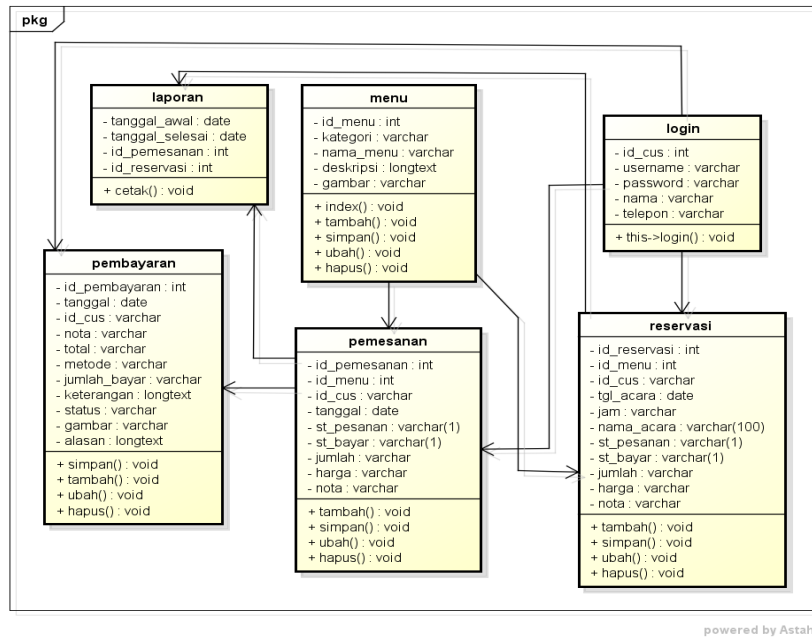 pkg
laporan
- tanggal_awal : date
- tanggal_selesai : date
- id_pemesanan : int
- id_reservasi : int
+ cetak() : void
menu
- id_menu : int
- kategori : varchar
- nama_menu : varchar
- deskripsi : longtext
- gambar : varchar
+ index() : void
+ tambah() : void
+ simpan() : void
+ ubah() : void
+ hapus() : void
login
- id_cus : int
- username : varchar
- password : varchar
- nama : varchar
- telepon : varchar
+ this->login() : void
pembayaran
- id_pembayaran : int
- tanggal : date
- id_cus : varchar
- nota : varchar
- total : varchar
- metode : varchar
- jumlah_bayar : varchar
- keterangan : longtext
- status : varchar
- gambar : varchar
- alasan : longtext
+ simpan() : void
+ tambah() : void
+ ubah() : void
+ hapus() : void
pemesanan
- id_pemesanan : int
- id_menu : int
- id_cus : varchar
- tanggal : date
- st_pesanan : varchar(1)
- st_bayar : varchar(1)
- jumlah : varchar
- harga : varchar
- nota : varchar
+ tambah() : void
+ simpan() : void
+ ubah() : void
+ hapus() : void
reservasi
- id_reservasi : int
- id_menu : int
- id_cus : varchar
- tgl_acara : date
- jam : varchar
- nama_acara : varchar(100)
- st_pesanan : varchar(1)
- st_bayar : varchar(1)
- jumlah : varchar
- harga : varchar
- nota : varchar
+ tambah() : void
+ simpan() : void
+ ubah() : void
+ hapus() : void
powered by Astah